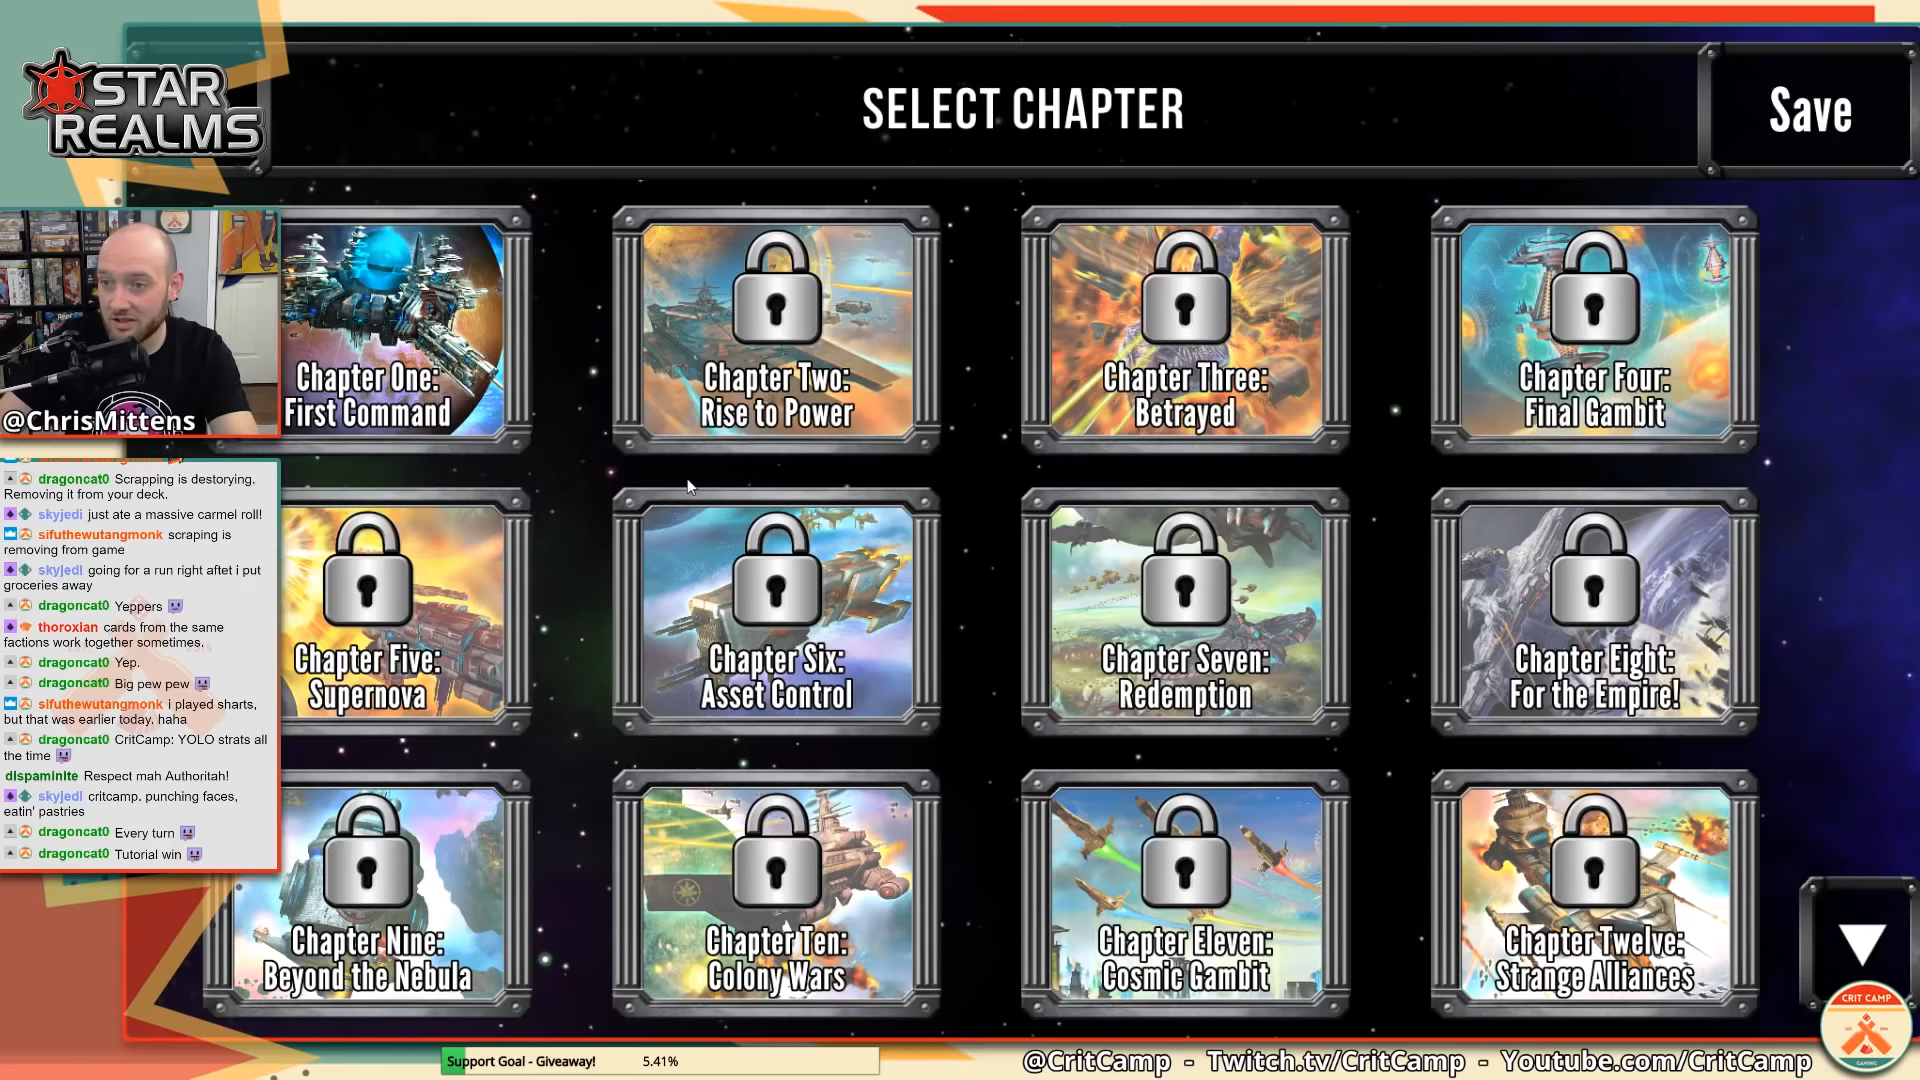 STAR
REALMS
SELECT CHAPTER
Save
@ChrisMittens
Chapter One:
First Command
Chapter Two:
Rise to Power
Chapter Three:
Betrayed
Chapter Four:
Final Gambit
dragoncat0 Scrapping is destorying.
Removing it from your deck.
skyjedi just ate a massive carmel roll!
sifuthewutangmonk scraping is
removing from game
skyjedi going for a run right aftet i put
groceries away
dragoncat0 Yeppers
thoroxian cards from the same
factions work together sometimes.
dragoncat0 Yep.
dragoncat0 Big pew pew
sifuthewutangmonk i played sharts,
but that was earlier today. haha
dragoncat0 CritCamp: YOLO strats all
the time
dispaminite Respect mah Authoritah!
skyjedi critcamp. punching faces,
eatin' pastries
dragoncat0 Every turn
dragoncat0 Tutorial win
Chapter Five:
Supernova
Chapter Six:
Asset Control
Chapter Seven:
Redemption
Chapter Eight:
For the Empire!
Chapter Nine:
Beyond the Nebula
Chapter Ten:
Colony Wars
Chapter Eleven:
Cosmic Gambit
Chapter Twelve:
Strange Alliances
CRIT CAMP
GAMING
Support Goal - Giveaway! 5.41%
@CritCamp - Twitch.tv/CritCamp - Youtube.com/CritCamp